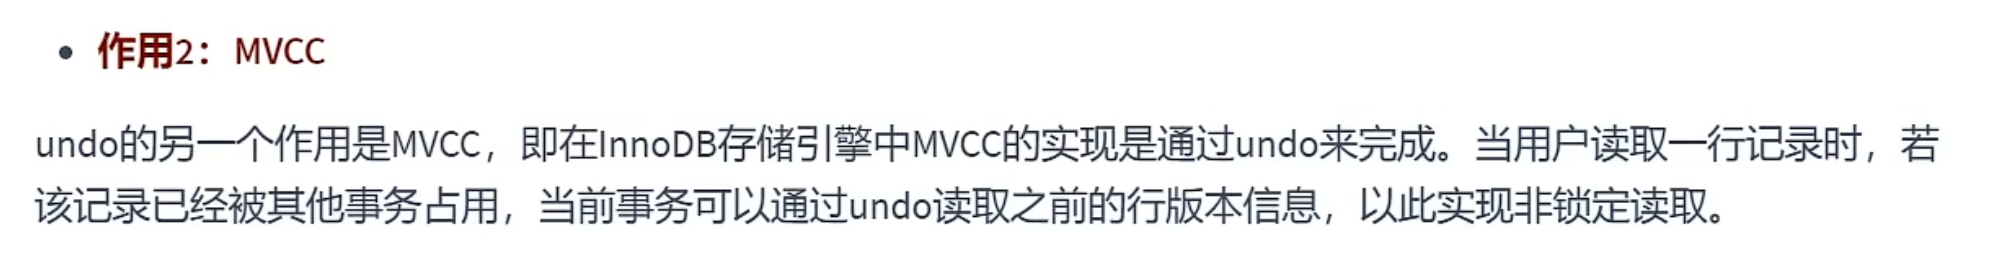 • 作用2：MVCC
undo的另一个作用是MVCC，即在InnoDB存储引擎中MVCC的实现是通过undo来完成。当用户读取一行记录时，若
该记录已经被其他事务占用，当前事务可以通过undo读取之前的行版本信息，以此实现非锁定读取。